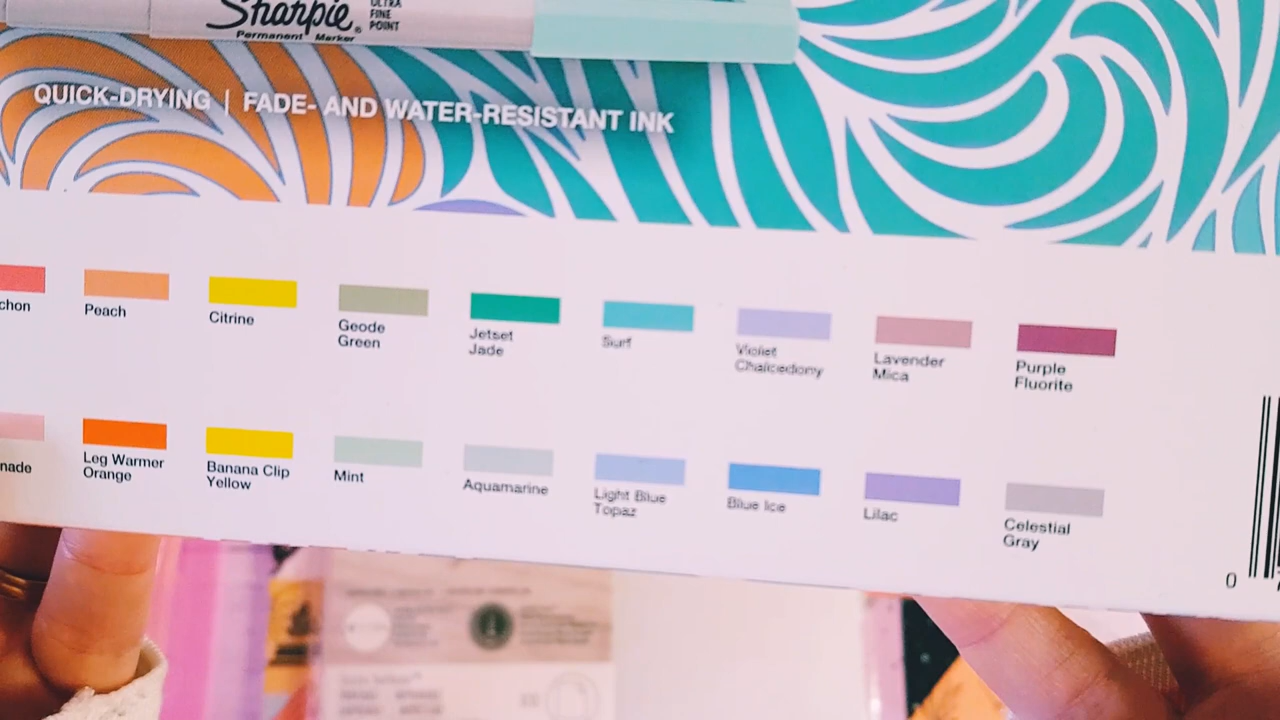 Sharpie®
ULTRA
FINE
POINT
Permanent Marker
QUICK-DRYING | FADE- AND WATER-RESISTANT INK
chon
Peach
Citrine
Geode
Green
Jetset
Jade
Surf
Violet
Chalcedony
Lavender
Mica
Purple
Fluorite
nade
Leg Warmer
Orange
Banana Clip
Yellow
Mint
Aquamarine
Light Blue
Topaz
Blue Ice
Lilac
Celestial
Gray
0